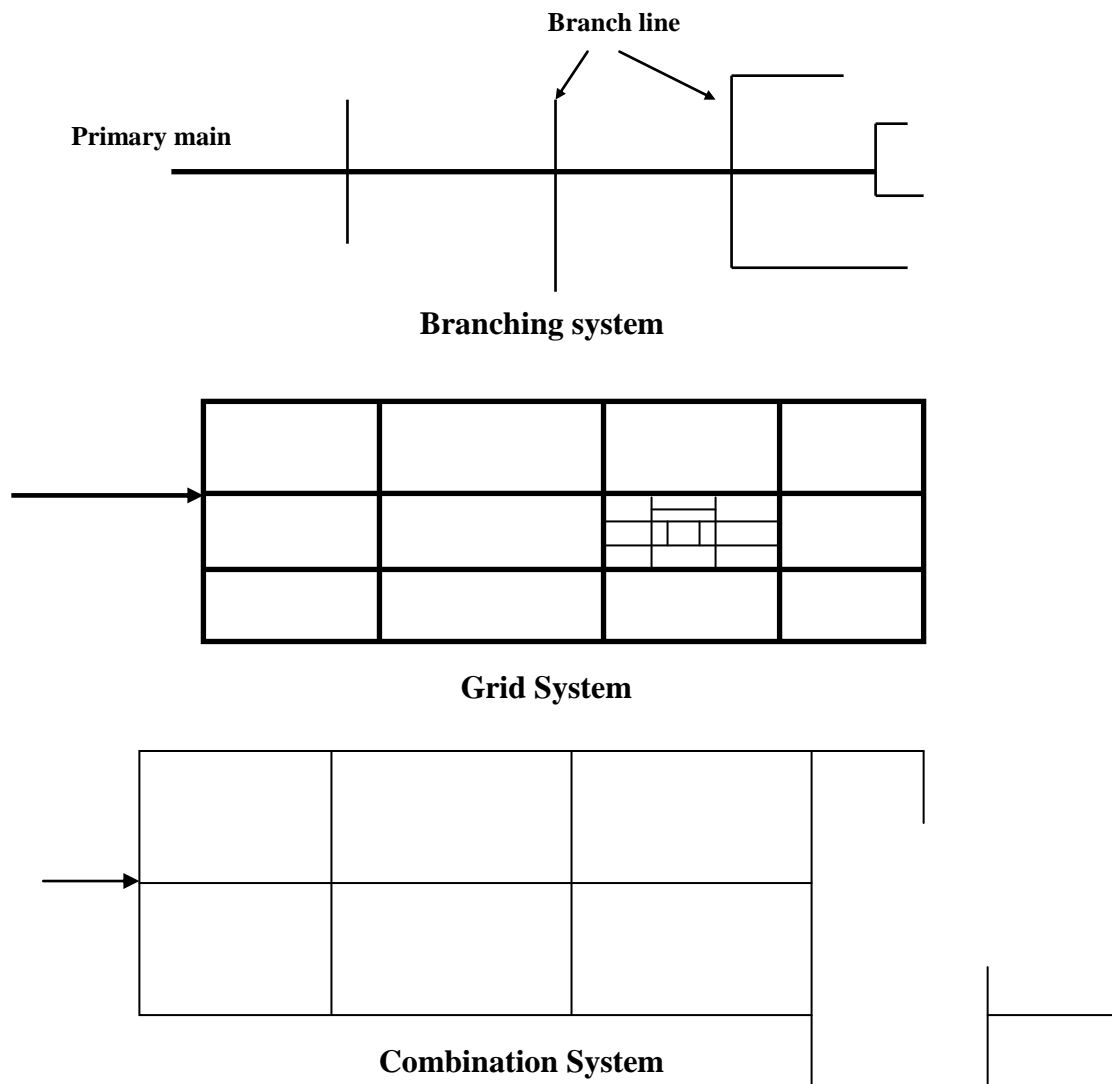 Branch line
Primary main
Branching system
Grid System
Combination System